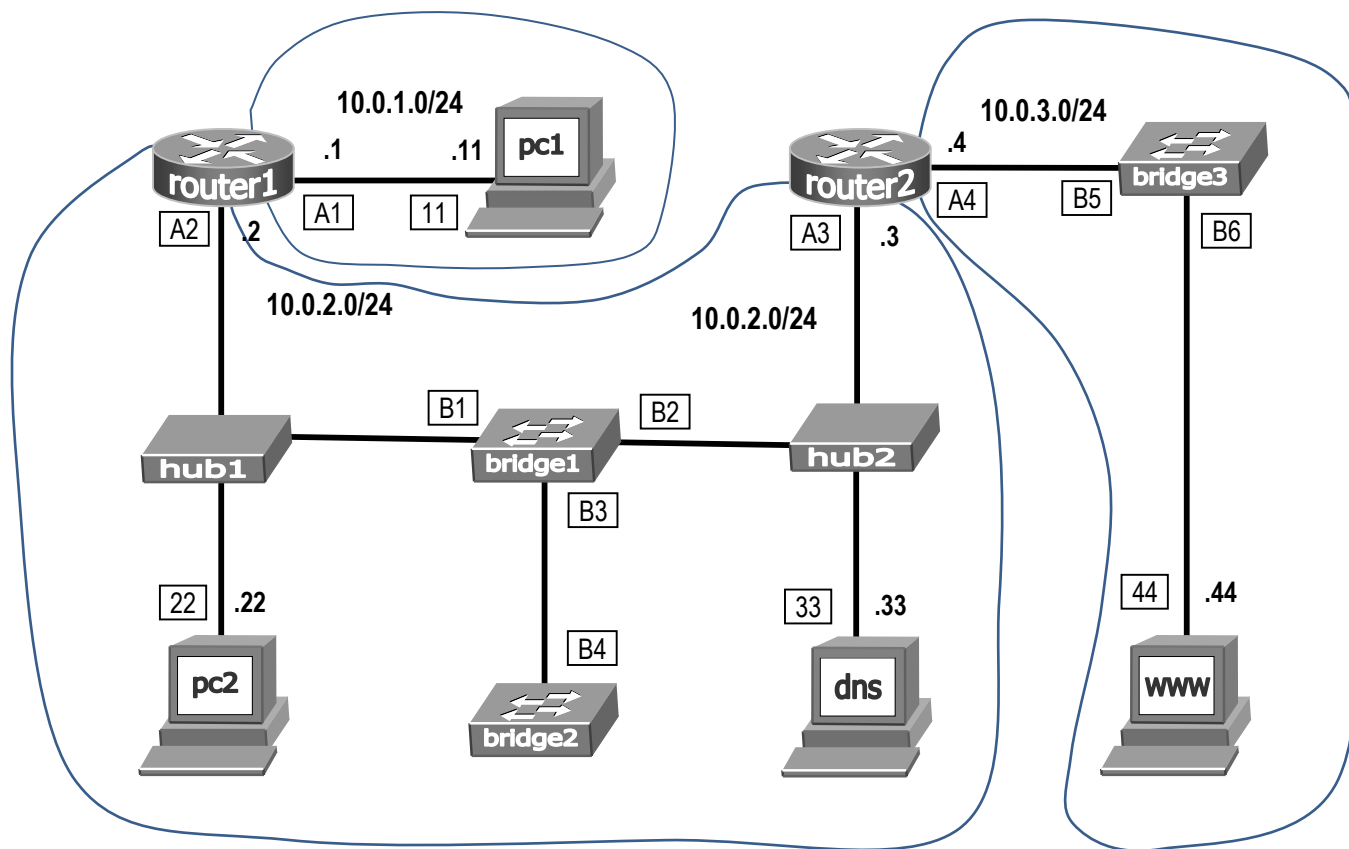 10.0.1.0/24
10.0.3.0/24
.1
.11
pc1
router1
A1
11
A2
.2
.4
router2
A4
B5
bridge3
A3
.3
B6
10.0.2.0/24
10.0.2.0/24
B1
B2
hub1
bridge1
hub2
B3
22
.22
33
.33
44
.44
B4
pc2
dns
www
bridge2